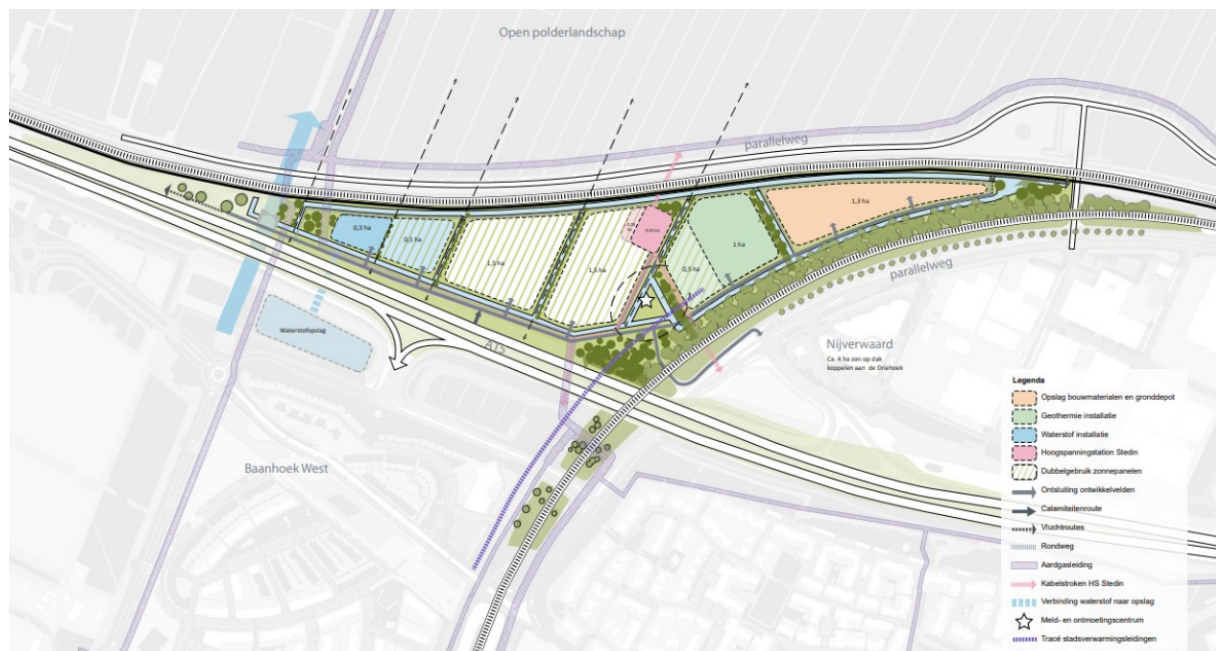 Open polderlandschap
parallelweg
1,3 ha
0,3 ha
0,5 ha
1,5 ha
1,5 ha
0,5 ha
1 ha
parallelweg
Waterstofopslag
A15
Nijverwaard
Ca. 4 ha zon op dak
koppelen aan de Driehoek
Baanhoek West
Legenda
Opslag bouwmaterialen en gronddepot
Geothermie installatie
Waterstof installatie
Hoogspanningstation Stedin
Dubbelgebruik zonnepanelen
Ontsluiting ontwikkelvelden
Calamiteitenroute
Vluchtroutes
Rondweg
Aardgasleiding
Kabelstroken HS Stedin
Verbinding waterstof naar opslag
Meld- en ontmoetingscentrum
Tracé stadsverwarmingsleidingen